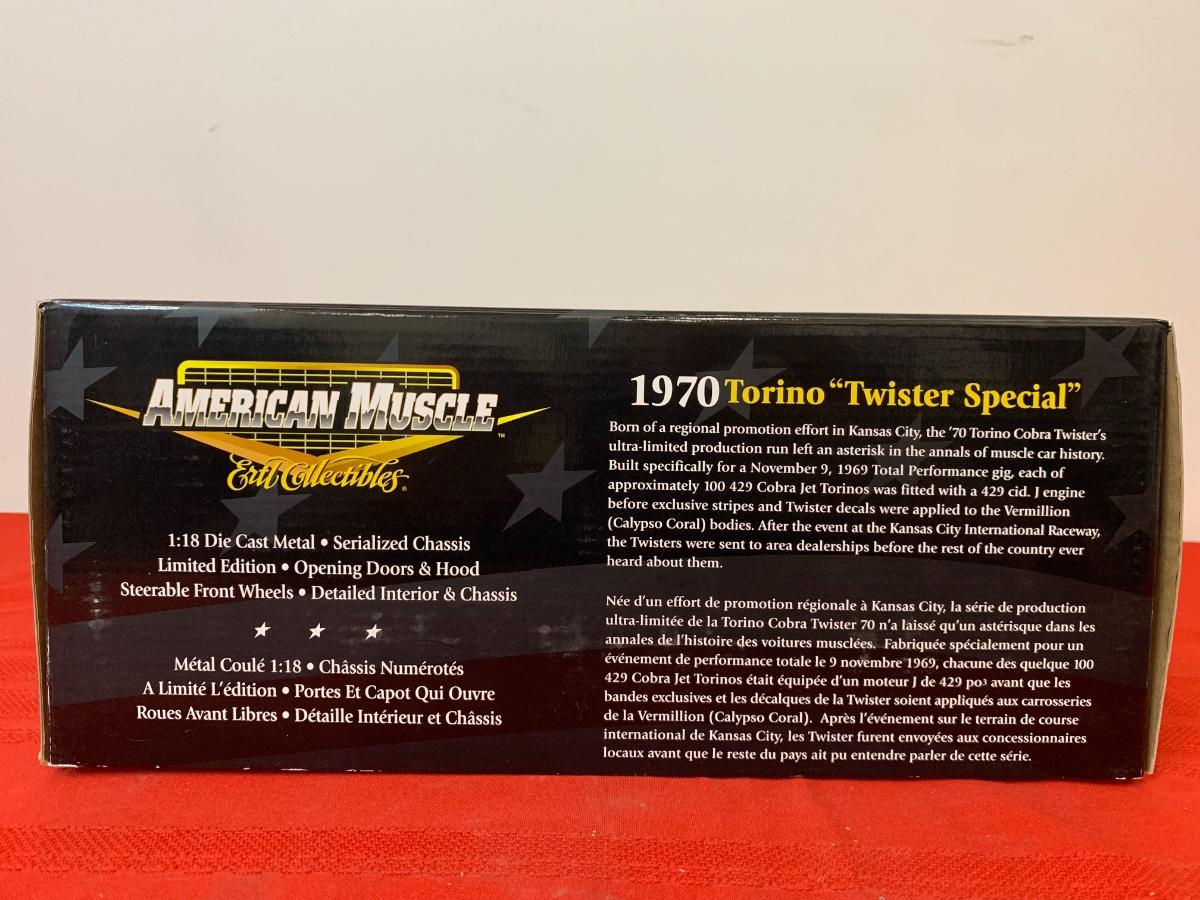 AMERICAN MUSCLE™
Ertl Collectibles®
1:18 Die Cast Metal • Serialized Chassis
Limited Edition • Opening Doors & Hood
Steerable Front Wheels • Detailed Interior & Chassis
Métal Coulé 1:18 • Châssis Numérotés
A Limité L'édition • Portes Et Capot Qui Ouvre
Roues Avant Libres • Détaille Intérieur et Châssis
1970 Torino “Twister Special”
Born of a regional promotion effort in Kansas City, the '70 Torino Cobra Twister's
ultra-limited production run left an asterisk in the annals of muscle car history.
Built specifically for a November 9, 1969 Total Performance gig, each of
approximately 100 429 Cobra Jet Torinos was fitted with a 429 cid. J engine
before exclusive stripes and Twister decals were applied to the Vermillion
(Calypso Coral) bodies. After the event at the Kansas City International Raceway,
the Twisters were sent to area dealerships before the rest of the country ever
heard about them.
Née d'un effort de promotion régionale à Kansas City, la série de production
ultra-limitée de la Torino Cobra Twister 70 n'a laissé qu'un astérisque dans les
annales de l'histoire des voitures musclées. Fabriquée spécialement pour un
événement de performance totale le 9 novembre 1969, chacune des quelque 100
429 Cobra Jet Torinos était équipée d'un moteur J de 429 po³ avant que les
bandes exclusives et les décalques de la Twister soient appliqués aux carrosseries
de la Vermillion (Calypso Coral). Après l'événement sur le terrain de course
international de Kansas City, les Twister furent envoyées aux concessionnaires
locaux avant que le reste du pays ait pu entendre parler de cette série.